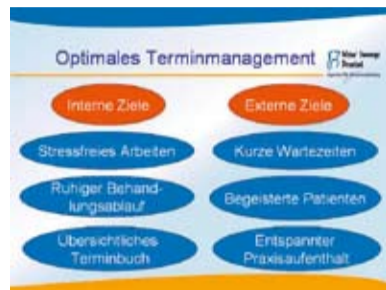 Optimales Terminmanagement
Interne Ziele
Externe Ziele
Stressfreies Arbeiten
Kurze Wartezeiten
Ruhiger Behand-
lungsablauf
Begeisterte Patienten
Übersichtliches
Terminbuch
Entspannter
Praxisaufenthalt